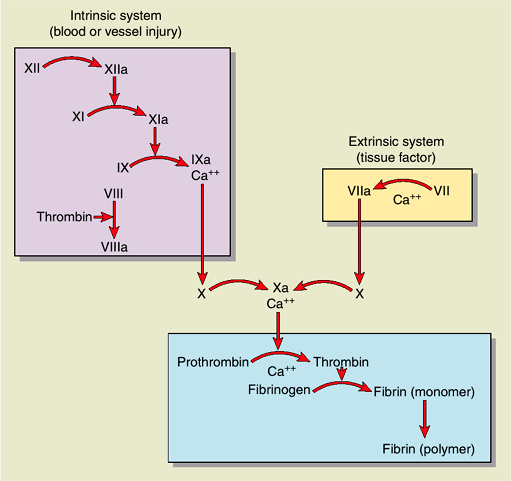 Intrinsic system
(blood or vessel injury)
XII XIIa
XI XIa
IX IXa
Ca++
VIII
Thrombin
VIIIa
Extrinsic system
(tissue factor)
VIIa VII
Ca++
X Xa X
Ca++
Prothrombin Thrombin
Ca++
Fibrinogen Fibrin (monomer)
Fibrin (polymer)